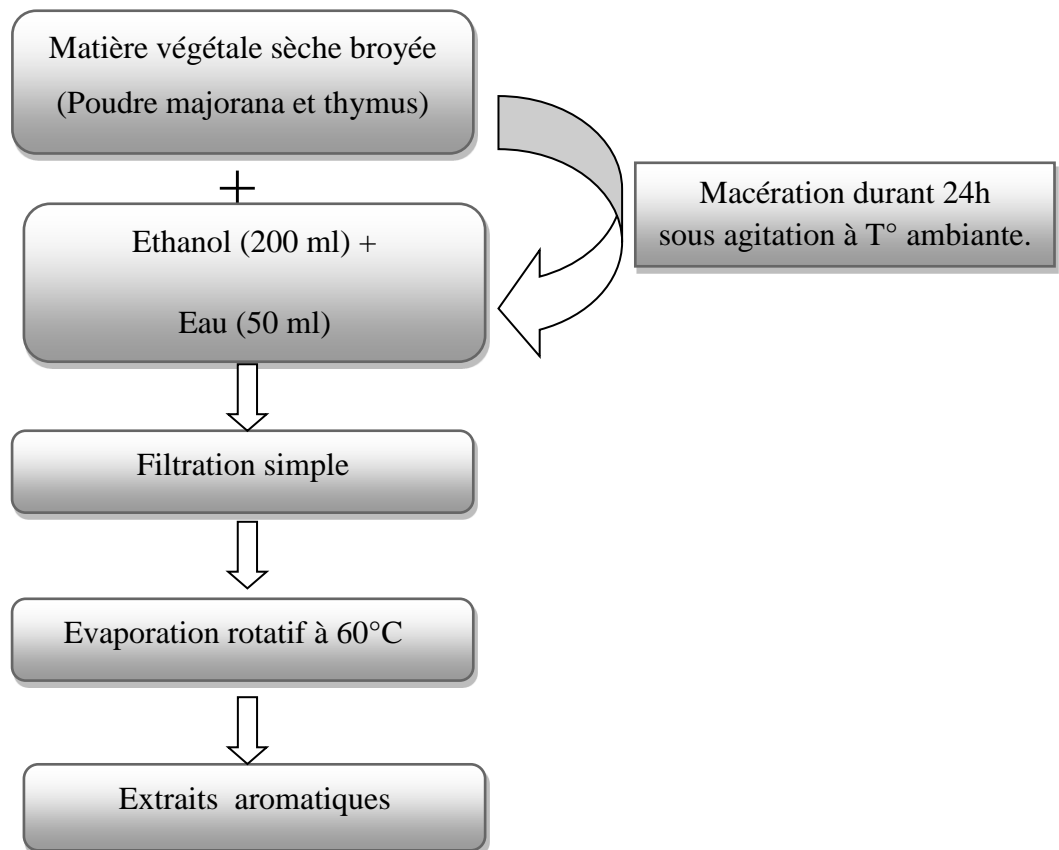 Matière végétale sèche broyée
(Poudre majorana et thymus)
+
Ethanol (200 ml) +
Eau (50 ml)
Macération durant 24h
sous agitation à T° ambiante.
Filtration simple
Evaporation rotatif à 60°C
Extraits aromatiques